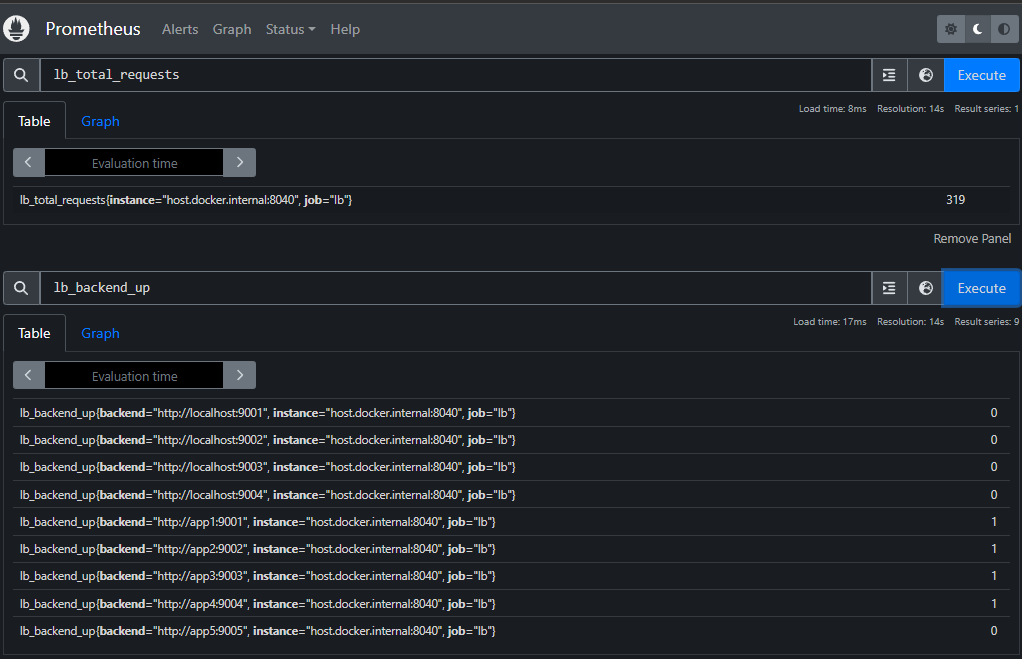 Prometheus Alerts Graph Status Help
lb_total_requests Execute
Table Graph Load time: 8ms Resolution: 14s Result series: 1
Evaluation time
lb_total_requests{instance="host.docker.internal:8040", job="lb"} 319
Remove Panel
lb_backend_up Execute
Table Graph Load time: 17ms Resolution: 14s Result series: 9
Evaluation time
lb_backend_up{backend="http://localhost:9001", instance="host.docker.internal:8040", job="lb"} 0
lb_backend_up{backend="http://localhost:9002", instance="host.docker.internal:8040", job="lb"} 0
lb_backend_up{backend="http://localhost:9003", instance="host.docker.internal:8040", job="lb"} 0
lb_backend_up{backend="http://localhost:9004", instance="host.docker.internal:8040", job="lb"} 0
lb_backend_up{backend="http://app1:9001", instance="host.docker.internal:8040", job="lb"} 1
lb_backend_up{backend="http://app2:9002", instance="host.docker.internal:8040", job="lb"} 1
lb_backend_up{backend="http://app3:9003", instance="host.docker.internal:8040", job="lb"} 1
lb_backend_up{backend="http://app4:9004", instance="host.docker.internal:8040", job="lb"} 1
lb_backend_up{backend="http://app5:9005", instance="host.docker.internal:8040", job="lb"} 0